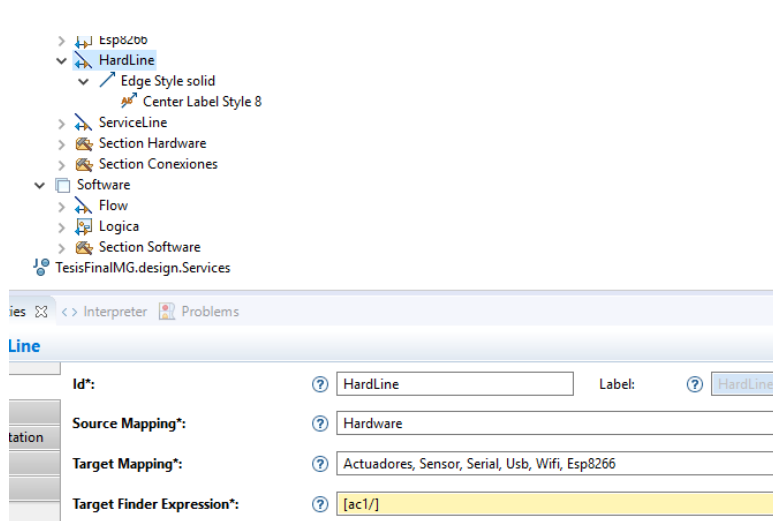 Esp8266
HardLine
Edge Style solid
Center Label Style 8
ServiceLine
Section Hardware
Section Conexiones
Software
Flow
Logica
Section Software
TesisFinalMG.design.Services
ies Interpreter Problems
Line
Id*: HardLine Label: HardLine
Source Mapping*: Hardware
tation
Target Mapping*: Actuadores, Sensor, Serial, Usb, Wifi, Esp8266
Target Finder Expression*: [ac1/]